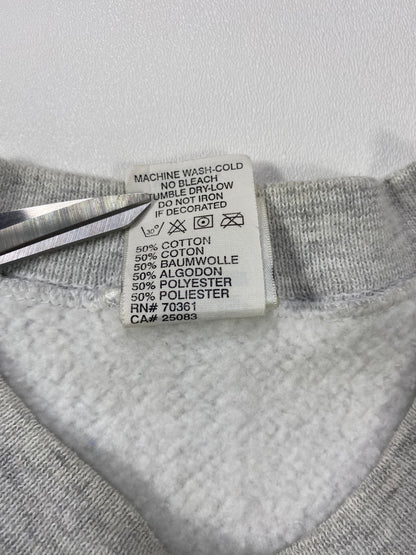 MACHINE WASH-COLD
NO BLEACH
TUMBLE DRY-LOW
DO NOT IRON
IF DECORATED
30°
50% COTTON
50% COTON
50% BAUMWOLLE
50% ALGODON
50% POLYESTER
50% POLIESTER
RN# 70361
CA# 25083